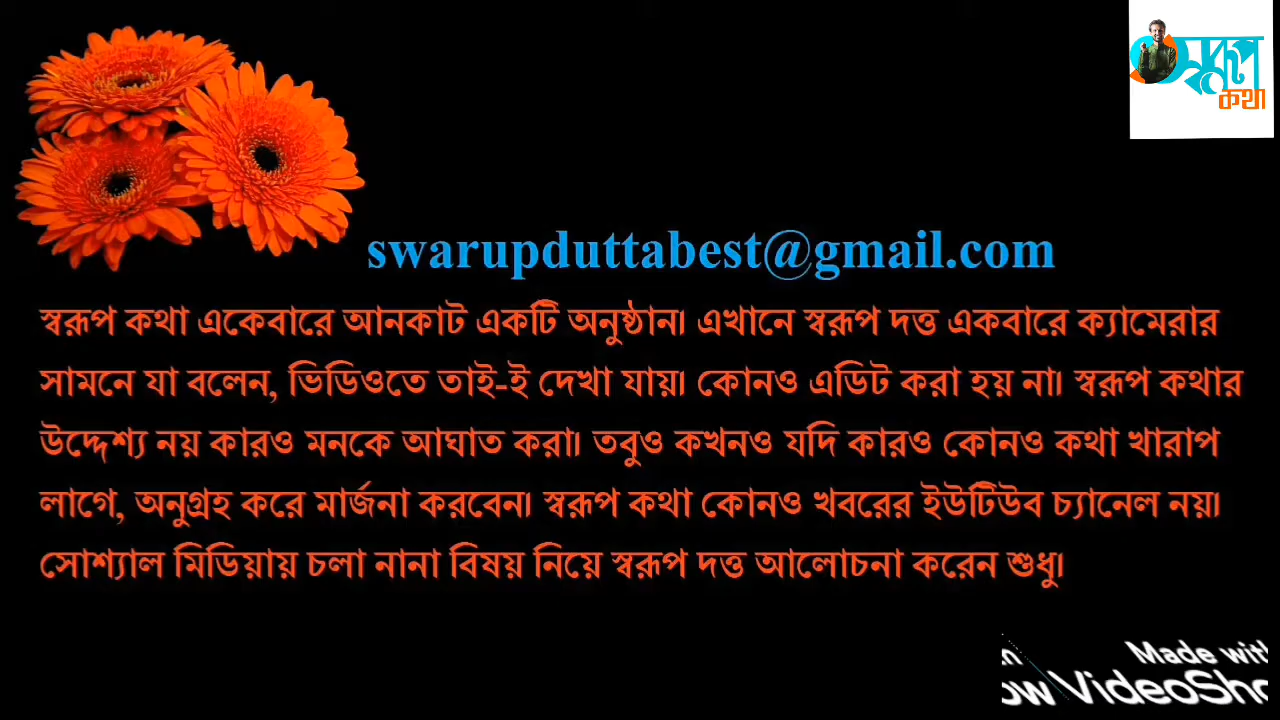 স্বরূপ
কথা
swarupduttabest@gmail.com
স্বরূপ কথা একেবারে আনকাট একটি অনুষ্ঠান। এখানে স্বরূপ দত্ত একবারে ক্যামেরার
সামনে যা বলেন, ভিডিওতে তাই-ই দেখা যায়। কোনও এডিট করা হয় না। স্বরূপ কথার
উদ্দেশ্য নয় কারও মনকে আঘাত করা। তবুও কখনও যদি কারও কোনও কথা খারাপ
লাগে, অনুগ্রহ করে মার্জনা করবেন। স্বরূপ কথা কোনও খবরের ইউটিউব চ্যানেল নয়।
সোশ্যাল মিডিয়ায় চলা নানা বিষয় নিয়ে স্বরূপ দত্ত আলোচনা করেন শুধু।
Made with
VideoSho